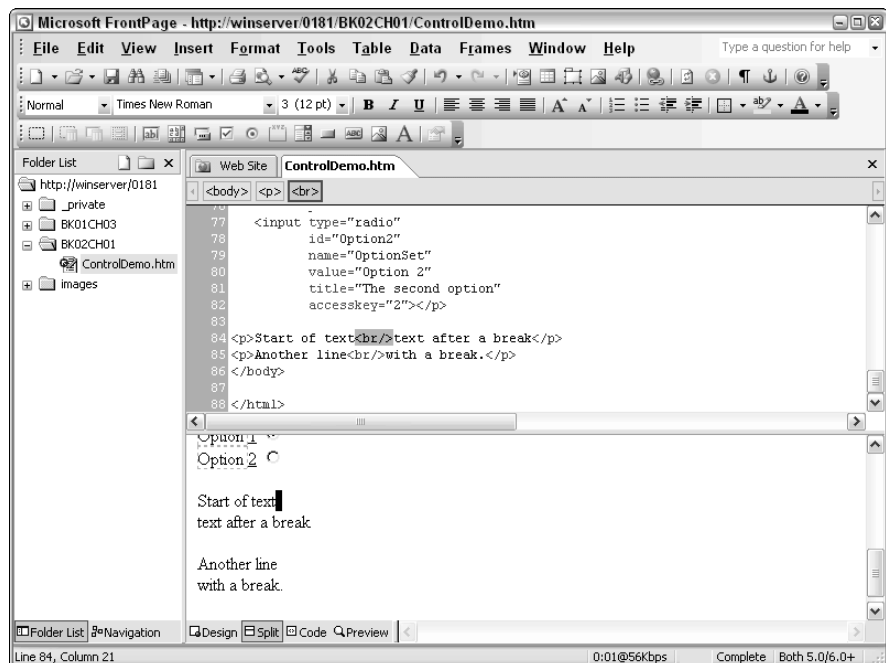 Microsoft FrontPage - http://winserver/0181/BK02CH01/ControlDemo.htm
File Edit View Insert Format Tools Table Data Frames Window Help
Type a question for help
Normal Times New Roman 3 (12 pt) B I U
Folder List
Web Site ControlDemo.htm
http://winserver/0181
_private
BK01CH03
BK02CH01
ControlDemo.htm
images
<body> <p> <br>
76
77 <input type="radio"
78 id="Option2"
79 name="OptionSet"
80 value="Option 2"
81 title="The second option"
82 accesskey="2"></p>
83
84 <p>Start of text<br/>text after a break</p>
85 <p>Another line<br/>with a break.</p>
86 </body>
87
88 </html>
Option 1
Option 2
Start of text
text after a break
Another line
with a break.
Folder List Navigation
Design Split Code Preview
Line 84, Column 21
0:01@56Kbps Complete Both 5.0/6.0+